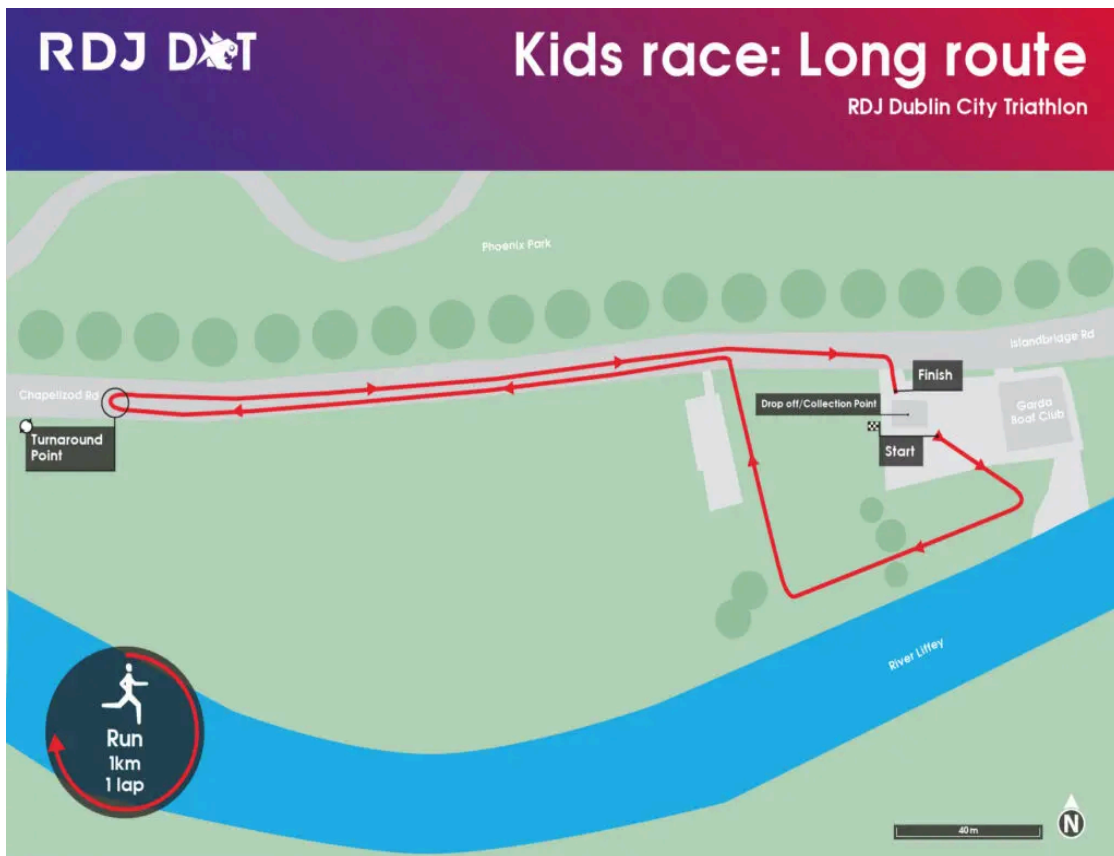 RDJ DCT
Kids race: Long route
RDJ Dublin City Triathlon
Phoenix Park
Islandbridge Rd
Chapelizod Rd
Finish
Drop off/Collection Point
Garda
Boat Club
Turnaround
Point
Start
River Liffey
Run
1km
1 lap
40m
N